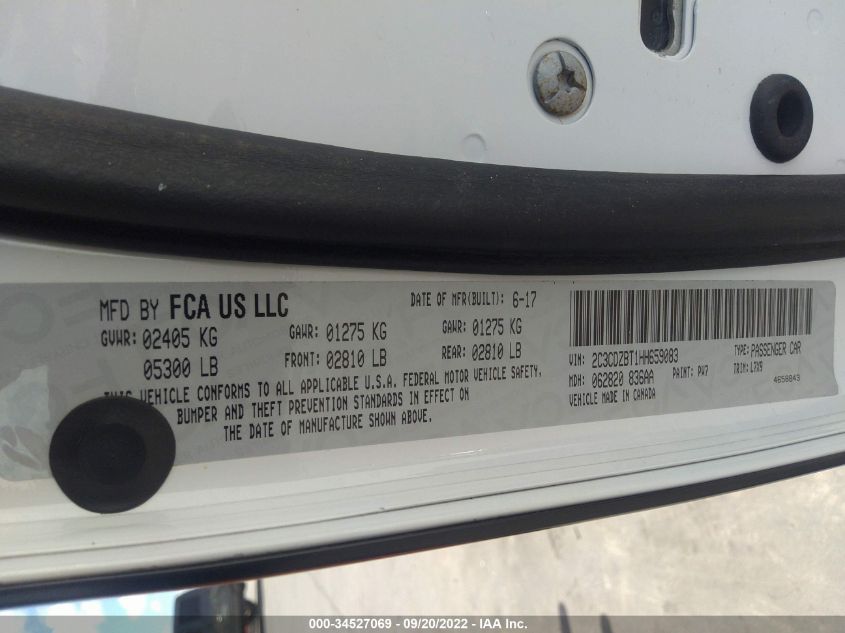 MFD BY FCA US LLC DATE OF MFR(BUILT): 6-17
GVWR: 02405 KG GAWR: 01275 KG GAWR: 01275 KG
05300 LB FRONT: 02810 LB REAR: 02810 LB
THIS VEHICLE CONFORMS TO ALL APPLICABLE U.S.A. FEDERAL MOTOR VEHICLE SAFETY,
BUMPER AND THEFT PREVENTION STANDARDS IN EFFECT ON
THE DATE OF MANUFACTURE SHOWN ABOVE.
VIN: 2C3CDZBT1HH659083 TYPE: PASSENGER CAR
MDH: 062820 836AA PAINT: PW7 TRIM: L7X9
VEHICLE MADE IN CANADA 4658843
000-34527069 - 09/20/2022 - IAA Inc.